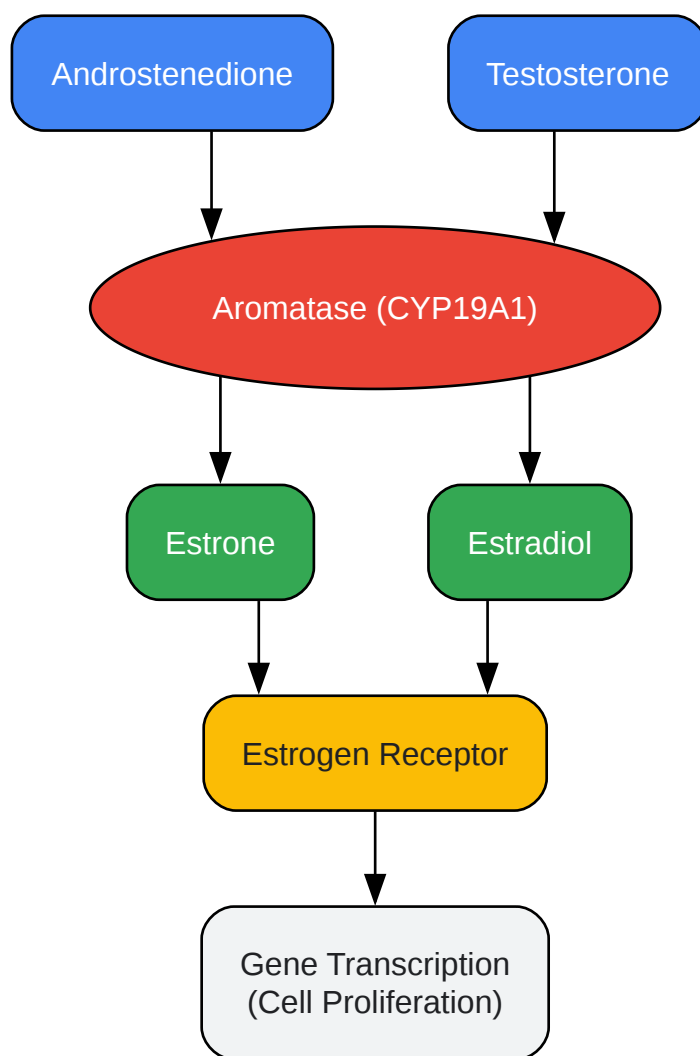 Androstenedione
Testosterone
Aromatase (CYP19A1)
Estrone
Estradiol
Estrogen Receptor
Gene Transcription
(Cell Proliferation)